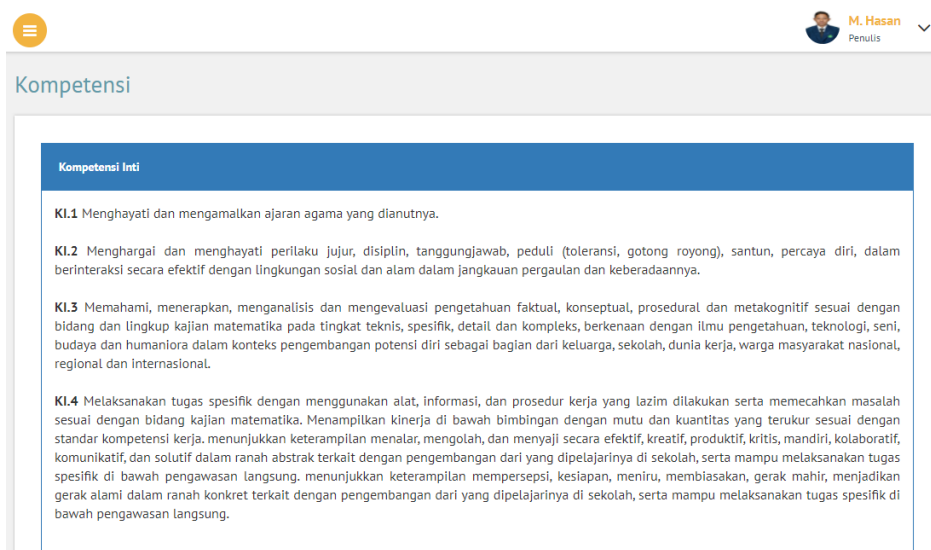 M. Hasan
Penulis
Kompetensi
Kompetensi Inti
KI.1 Menghayati dan mengamalkan ajaran agama yang dianutnya.
KI.2 Menghargai dan menghayati perilaku jujur, disiplin, tanggungjawab, peduli (toleransi, gotong royong), santun, percaya diri, dalam
berinteraksi secara efektif dengan lingkungan sosial dan alam dalam jangkauan pergaulan dan keberadaannya.
KI.3 Memahami, menerapkan, menganalisis dan mengevaluasi pengetahuan faktual, konseptual, prosedural dan metakognitif sesuai dengan
bidang dan lingkup kajian matematika pada tingkat teknis, spesifik, detail dan kompleks, berkenaan dengan ilmu pengetahuan, teknologi, seni,
budaya dan humaniora dalam konteks pengembangan potensi diri sebagai bagian dari keluarga, sekolah, dunia kerja, warga masyarakat nasional,
regional dan internasional.
KI.4 Melaksanakan tugas spesifik dengan menggunakan alat, informasi, dan prosedur kerja yang lazim dilakukan serta memecahkan masalah
sesuai dengan bidang kajian matematika. Menampilkan kinerja di bawah bimbingan dengan mutu dan kuantitas yang terukur sesuai dengan
standar kompetensi kerja. menunjukkan keterampilan menalar, mengolah, dan menyaji secara efektif, kreatif, produktif, kritis, mandiri, kolaboratif,
komunikatif, dan solutif dalam ranah abstrak terkait dengan pengembangan dari yang dipelajarinya di sekolah, serta mampu melaksanakan tugas
spesifik di bawah pengawasan langsung. menunjukkan keterampilan mempersepsi, kesiapan, meniru, membiasakan, gerak mahir, menjadikan
gerak alami dalam ranah konkret terkait dengan pengembangan dari yang dipelajarinya di sekolah, serta mampu melaksanakan tugas spesifik di
bawah pengawasan langsung.